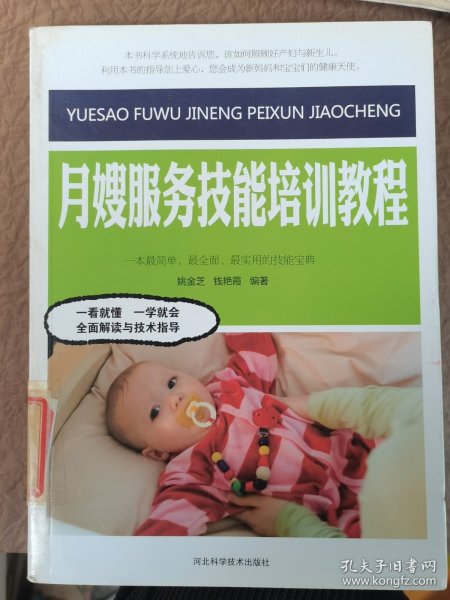 本书科学系统地告诉您，该如何照顾好产妇与新生儿。
利用本书的指导加上爱心，您会成为新妈妈和宝宝们的健康天使。
YUESAO FUWU JINENG PEIXUN JIAOCHENG
月嫂服务技能培训教程
一本最简单、最全面、最实用的技能宝典
姚金芝 钱艳霞 编著
一看就懂 一学就会
全面解读与技术指导
河北科学技术出版社
孔夫子旧书网
www.kongfz.com